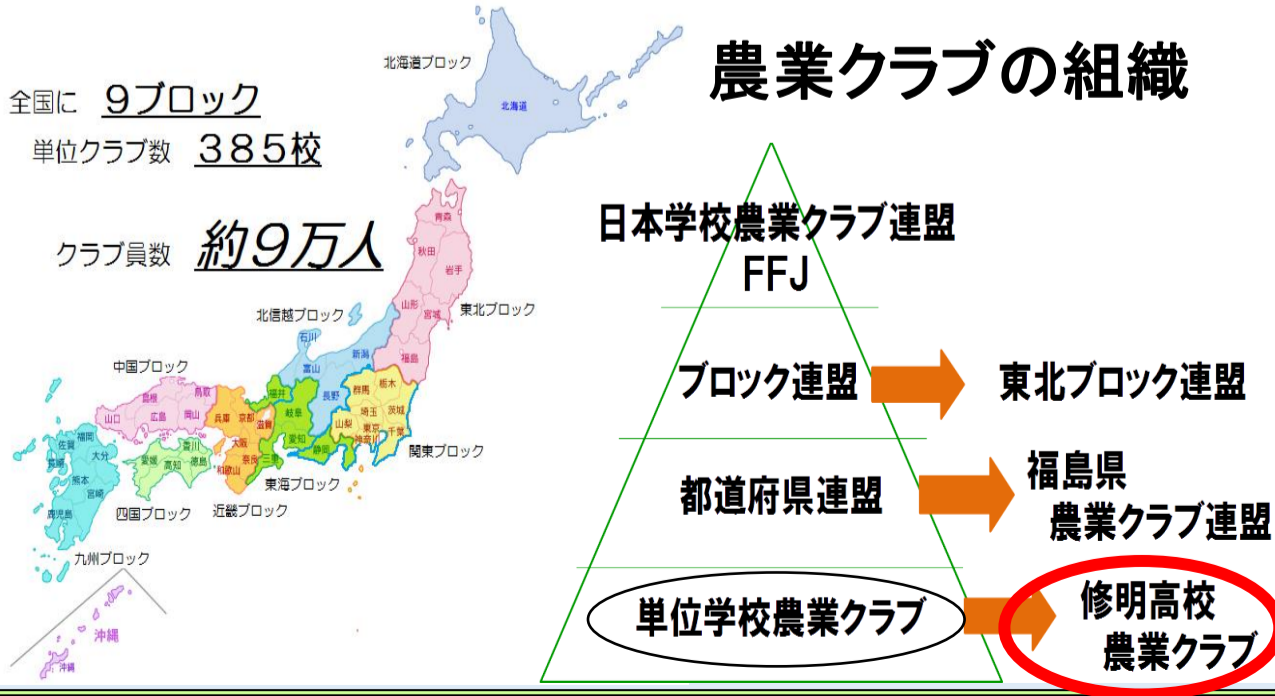 農業クラブの組織
全国に 9ブロック
単位クラブ数 385校
クラブ員数 約9万人
北海道ブロック
北海道
青森
秋田
岩手
山形
宮城
福島
東北ブロック
北信越ブロック
石川
新潟
富山
長野
福井
中国ブロック
鳥取
島根
岡山
広島
山口
兵庫
京都
滋賀
大阪
奈良
和歌山
三重
岐阜
愛知
静岡
群馬
栃木
埼玉
茨城
山梨
東京
千葉
神奈川
関東ブロック
東海ブロック
近畿ブロック
香川
愛媛
高知
徳島
四国ブロック
福岡
佐賀
長崎
大分
熊本
宮崎
鹿児島
九州ブロック
沖縄
沖縄
日本学校農業クラブ連盟
FFJ
ブロック連盟
東北ブロック連盟
都道府県連盟
福島県
農業クラブ連盟
単位学校農業クラブ
修明高校
農業クラブ